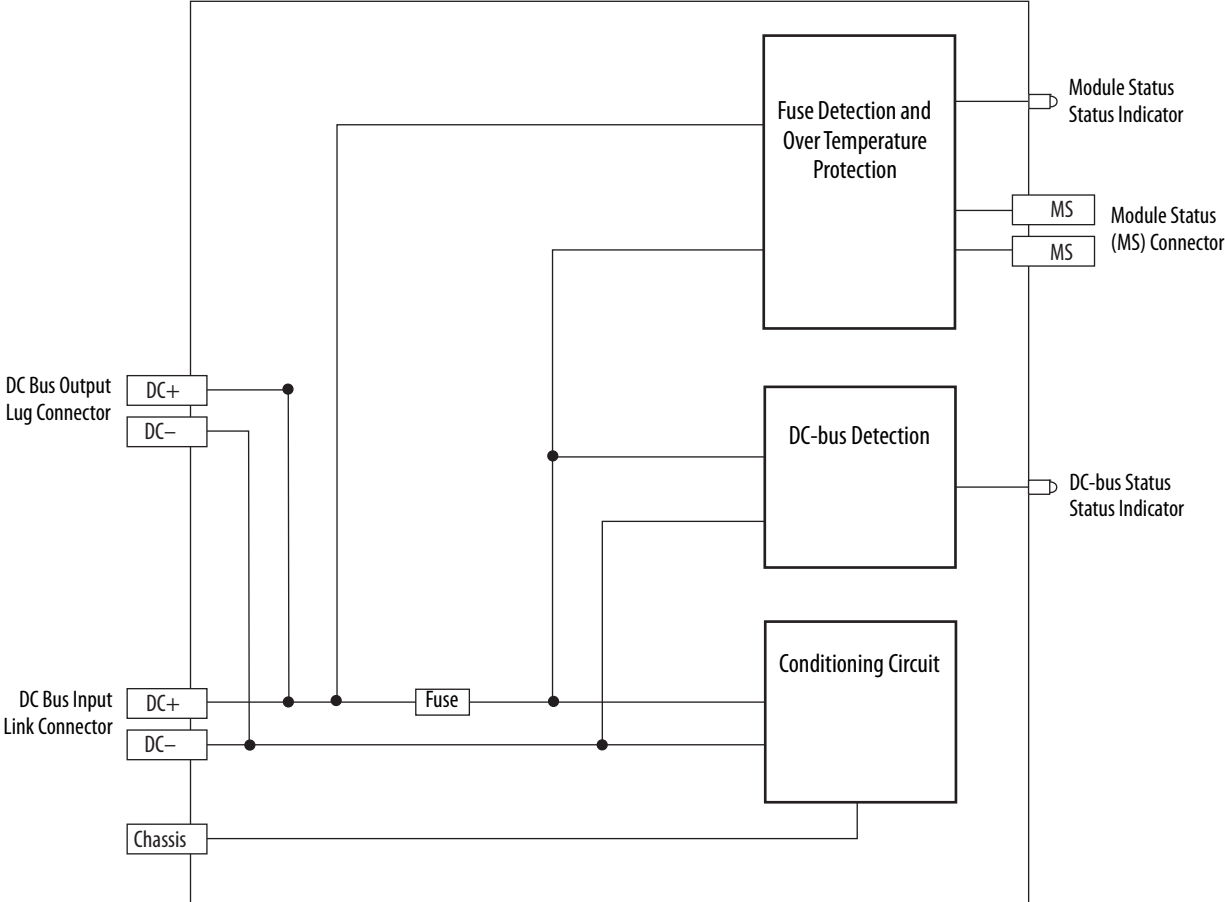 Fuse Detection and
Over Temperature
Protection
Module Status
Status Indicator
MS
MS
Module Status
(MS) Connector
DC Bus Output
Lug Connector
DC+
DC–
DC-bus Detection
DC-bus Status
Status Indicator
Conditioning Circuit
DC Bus Input
Link Connector
DC+
DC–
Fuse
Chassis